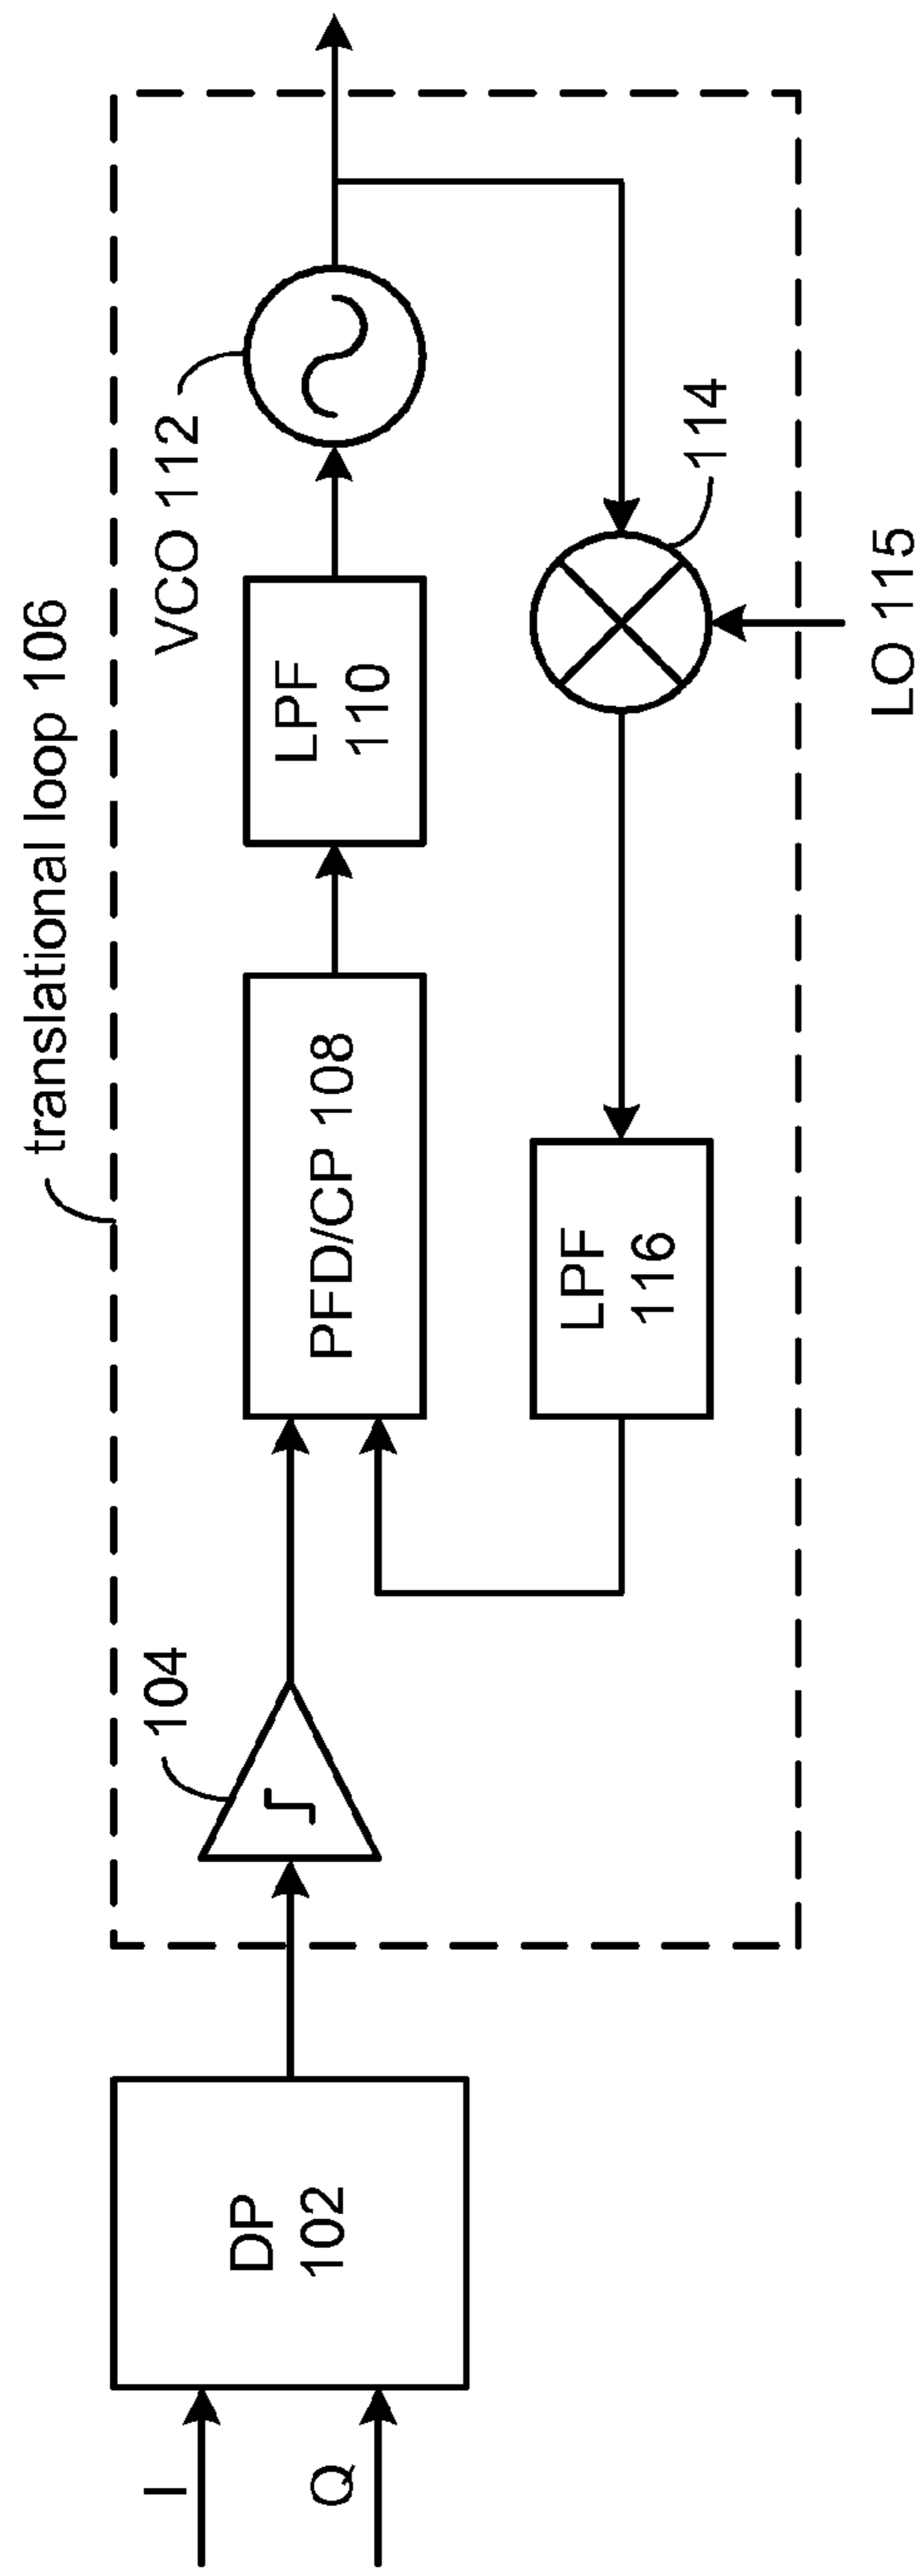 translational loop 106
I
Q
DP
102
104
PFD/CP 108
LPF
110
VCO 112
LPF
116
114
LO 115